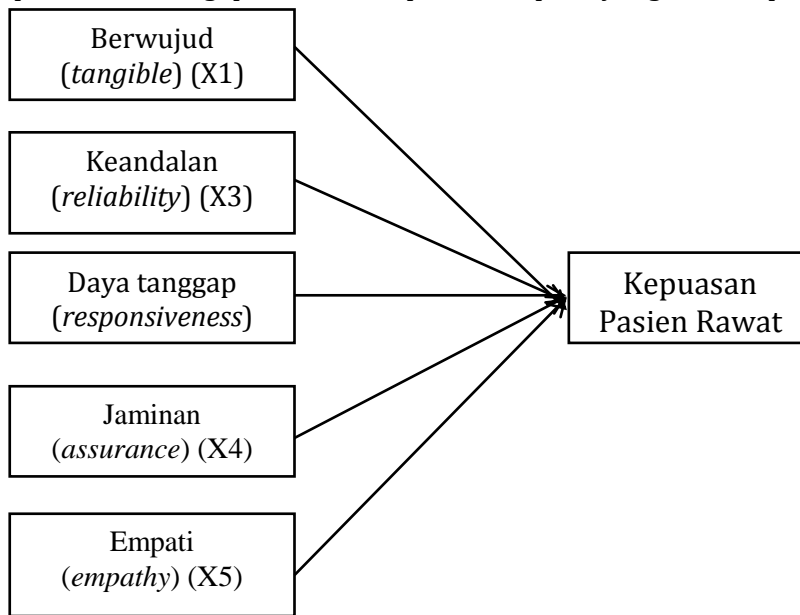 Berwujud
(tangible) (X1)
Keandalan
(reliability) (X3)
Daya tanggap
(responsiveness)
Jaminan
(assurance) (X4)
Empati
(empathy) (X5)
Kepuasan
Pasien Rawat